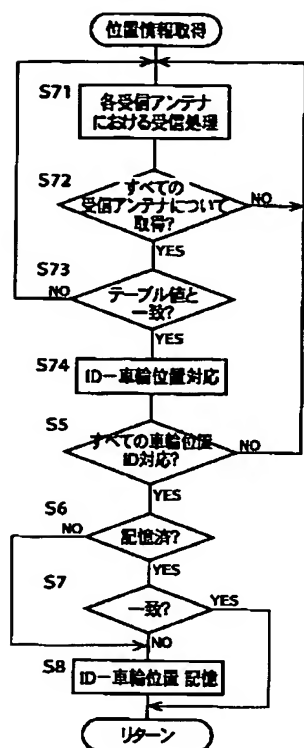 位置情報取得
S71
各受信アンテナ
における受信処理
S72
すべての
受信アンテナについて
取得?
NO
YES
S73
NO
テーブル値と
一致?
YES
S74
ID－車輪位置対応
S5
すべての車輪位置
ID対応?
NO
YES
S6
NO
記憶済?
YES
S7
一致?
YES
NO
S8
ID－車輪位置 記憶
リターン